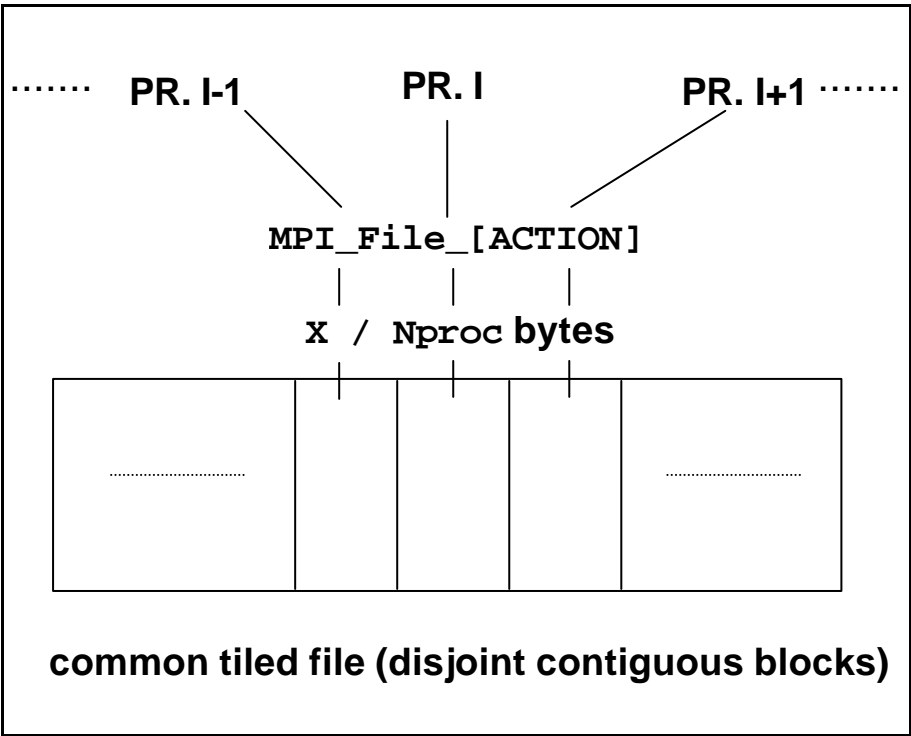 ....... PR. I-1 PR. I PR. I+1 .......
MPI_File_[ACTION]
X / Nproc bytes
common tiled file (disjoint contiguous blocks)